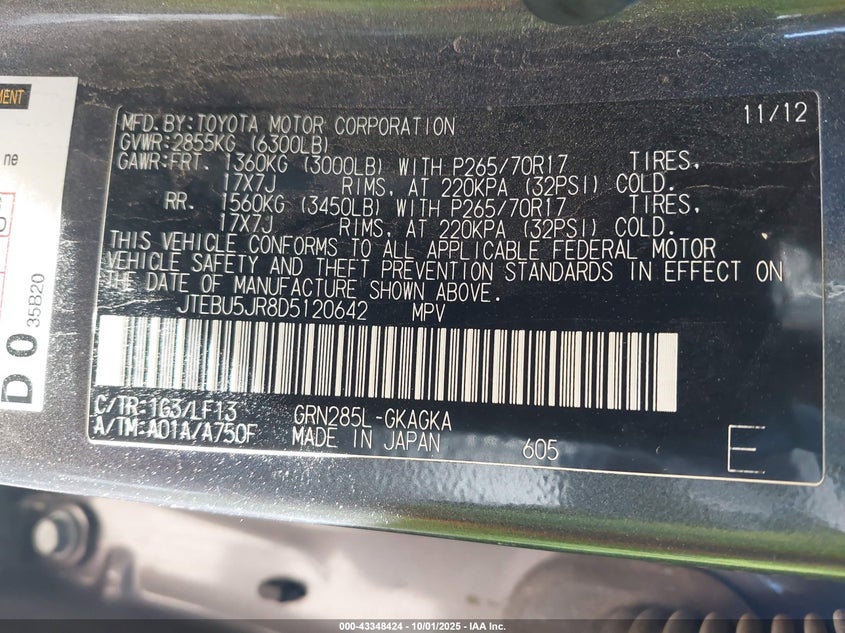 MENT
ne
D 0 35B20
MFD. BY:TOYOTA MOTOR CORPORATION 11/12
GVWR:2855KG (6300LB)
GAWR:FRT. 1360KG (3000LB) WITH P265/70R17 TIRES,
17X7J RIMS, AT 220KPA (32PSI) COLD.
RR. 1560KG (3450LB) WITH P265/70R17 TIRES,
17X7J RIMS, AT 220KPA (32PSI) COLD.
THIS VEHICLE CONFORMS TO ALL APPLICABLE FEDERAL MOTOR
VEHICLE SAFETY AND THEFT PREVENTION STANDARDS IN EFFECT ON
THE DATE OF MANUFACTURE SHOWN ABOVE.
JTEBU5JR8D5120642 MPV
C/TR:1G3/LF13 GRN285L-GKAGKA
A/TM:A01A/A750F MADE IN JAPAN 605
E
000-43348424 - 10/01/2025 - IAA Inc.